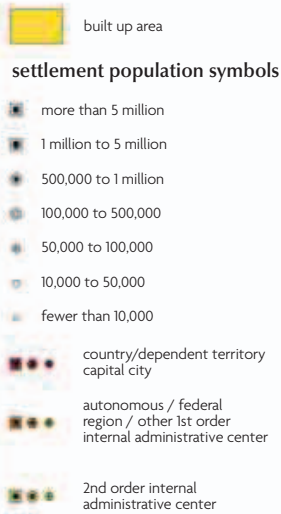 built up area
settlement population symbols
more than 5 million
1 million to 5 million
500,000 to 1 million
100,000 to 500,000
50,000 to 100,000
10,000 to 50,000
fewer than 10,000
country/dependent territory
capital city
autonomous / federal
region / other 1st order
internal administrative center
2nd order internal
administrative center